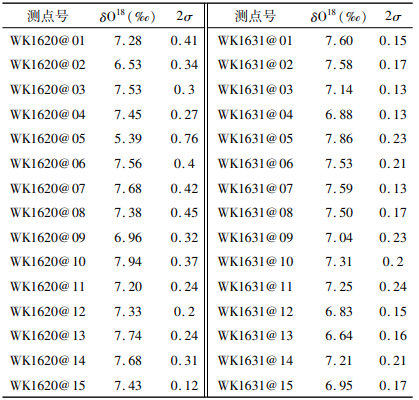 测点号 δO18(‰) 2σ 测点号 δO18(‰) 2σ
WK1620@01 7.28 0.41 WK1631@01 7.60 0.15
WK1620@02 6.53 0.34 WK1631@02 7.58 0.17
WK1620@03 7.53 0.3 WK1631@03 7.14 0.13
WK1620@04 7.45 0.27 WK1631@04 6.88 0.13
WK1620@05 5.39 0.76 WK1631@05 7.86 0.23
WK1620@06 7.56 0.4 WK1631@06 7.53 0.21
WK1620@07 7.68 0.42 WK1631@07 7.59 0.13
WK1620@08 7.38 0.45 WK1631@08 7.50 0.17
WK1620@09 6.96 0.32 WK1631@09 7.04 0.23
WK1620@10 7.94 0.37 WK1631@10 7.31 0.2
WK1620@11 7.20 0.24 WK1631@11 7.25 0.24
WK1620@12 7.33 0.2 WK1631@12 6.83 0.15
WK1620@13 7.74 0.24 WK1631@13 6.64 0.16
WK1620@14 7.68 0.31 WK1631@14 7.21 0.21
WK1620@15 7.43 0.12 WK1631@15 6.95 0.17